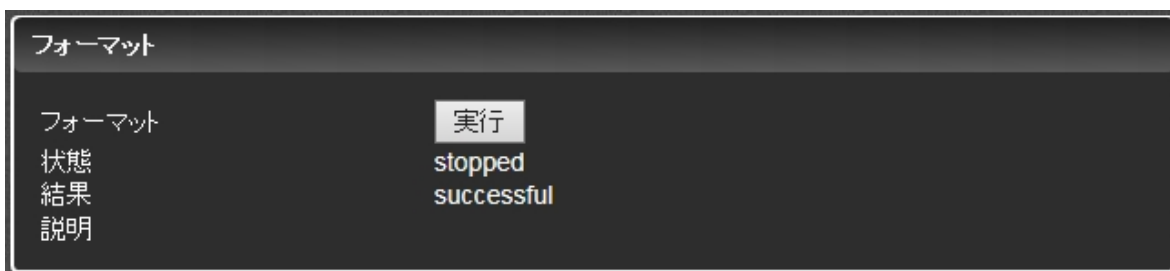 フォーマット
フォーマット 実行
状態 stopped
結果 successful
説明